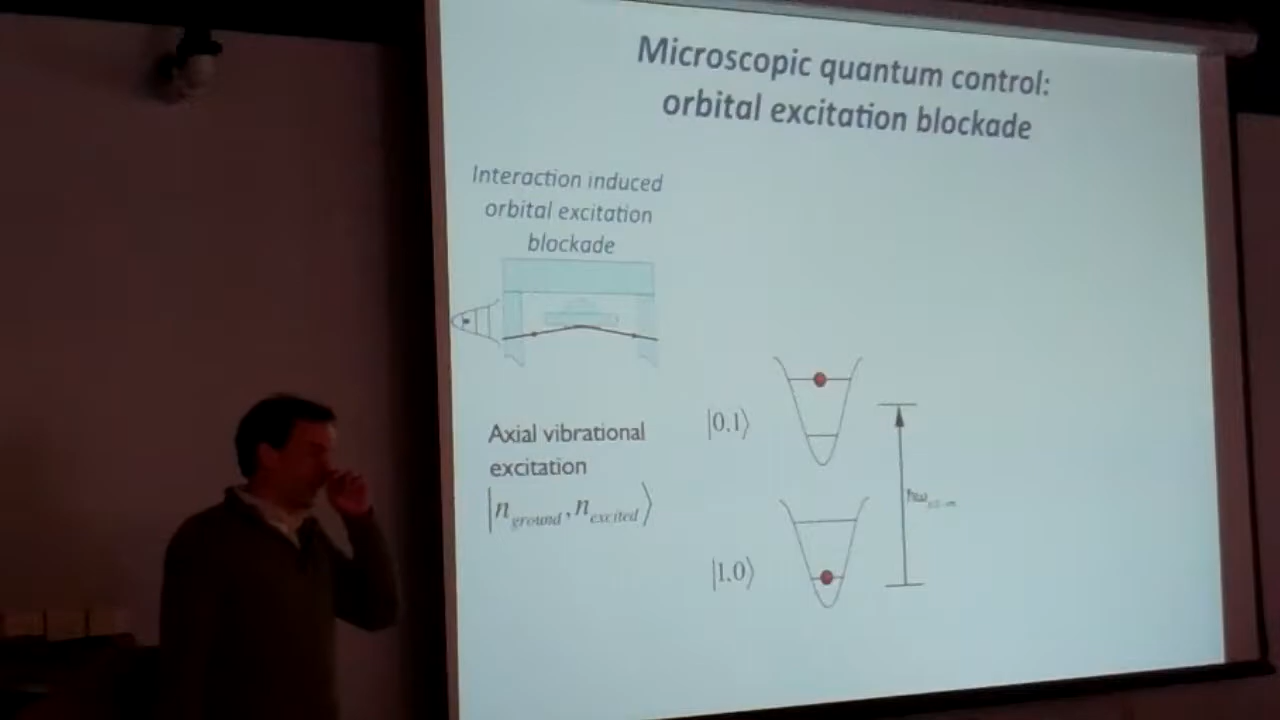 Microscopic quantum control:
orbital excitation blockade
Interaction induced
orbital excitation
blockade
Axial vibrational
excitation
|n_ground, n_excited⟩
|0,1⟩
|1,0⟩
ħω